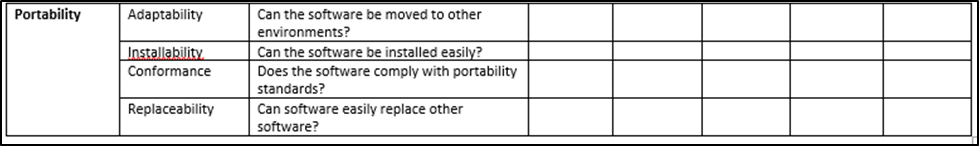 Portability Adaptability Can the software be moved to other
environments?
Installability Can the software be installed easily?
Conformance Does the software comply with portability
standards?
Replaceability Can software easily replace other
software?